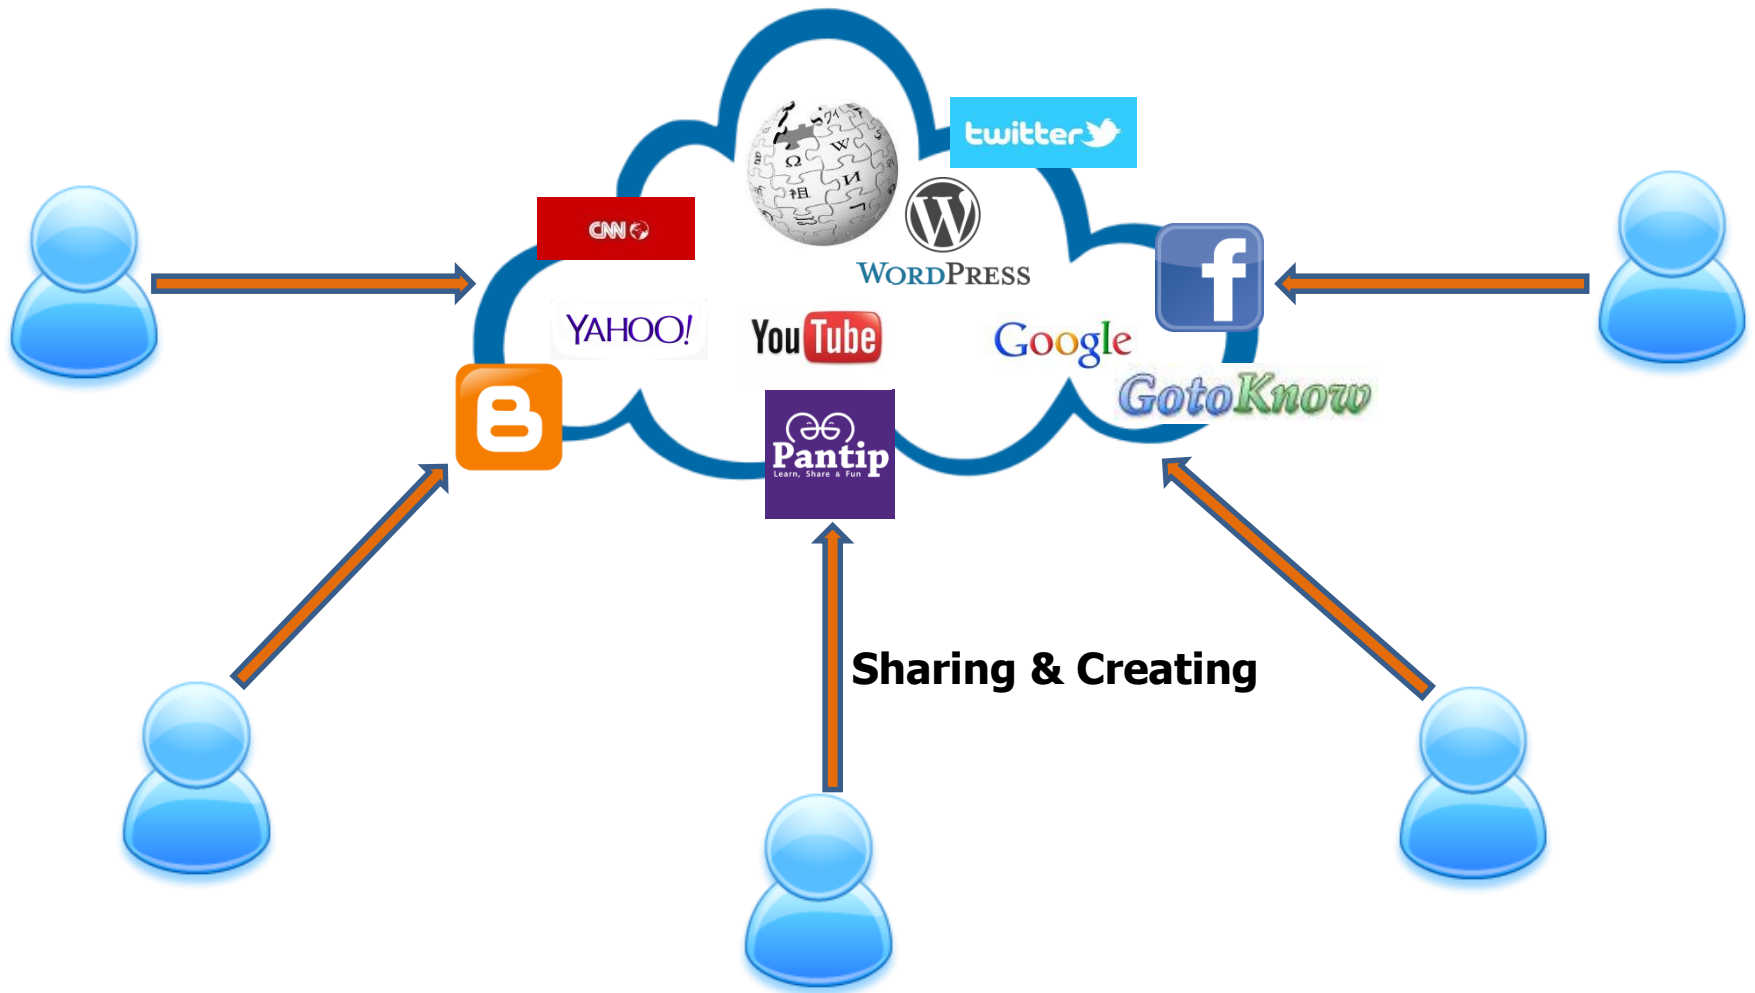 twitter
CNN
WORDPRESS
YAHOO!
YouTube
Google
f
GotoKnow
B
Pantip
Learn, Share & Fun
Sharing & Creating